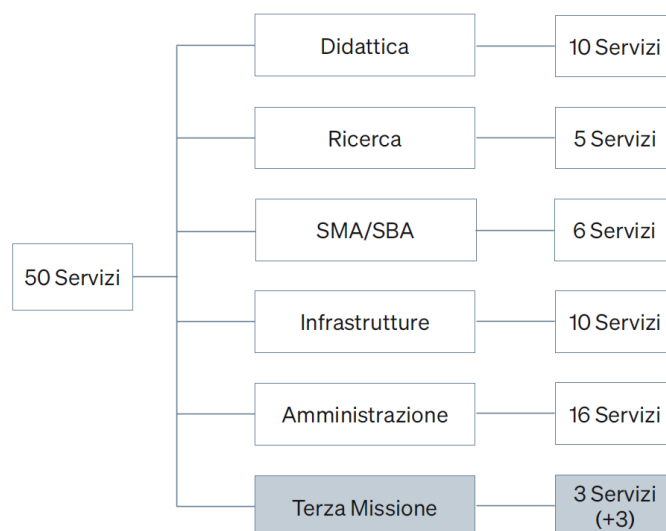 Didattica
10 Servizi
Ricerca
5 Servizi
SMA/SBA
6 Servizi
50 Servizi
Infrastrutture
10 Servizi
Amministrazione
16 Servizi
Terza Missione
3 Servizi
(+3)